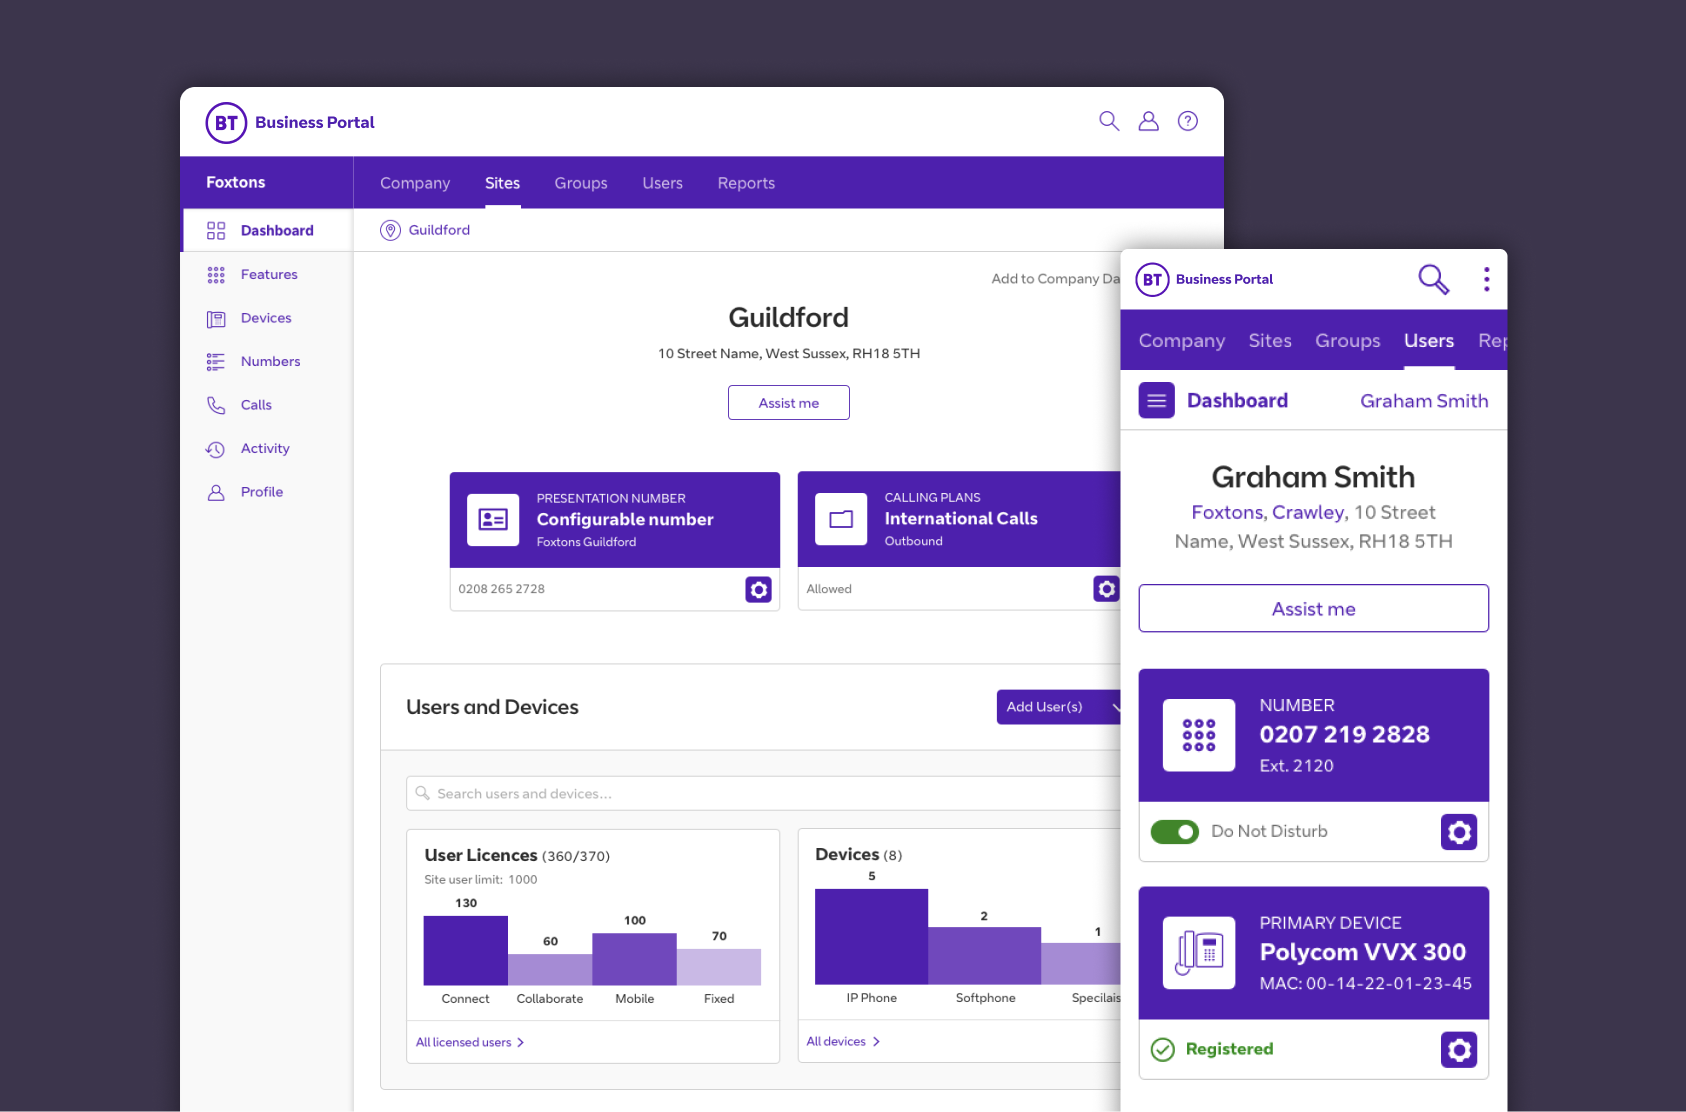 BT Business Portal
Foxtons
Company Sites Groups Users Reports
Dashboard
Features
Devices
Numbers
Calls
Activity
Profile
Guildford
Add to Company Da
Guildford
10 Street Name, West Sussex, RH18 5TH
Assist me
PRESENTATION NUMBER
Configurable number
Foxtons Guildford
0208 265 2728
CALLING PLANS
International Calls
Outbound
Allowed
Users and Devices
Add User(s)
Search users and devices...
User Licences (360/370)
Site user limit: 1000
130
60
100
70
Connect Collaborate Mobile Fixed
All licensed users
Devices (8)
5
2
1
IP Phone Softphone Specilais
All devices
BT Business Portal
Company Sites Groups Users Rep
Dashboard Graham Smith
Graham Smith
Foxtons, Crawley, 10 Street
Name, West Sussex, RH18 5TH
Assist me
NUMBER
0207 219 2828
Ext. 2120
Do Not Disturb
PRIMARY DEVICE
Polycom VVX 300
MAC: 00-14-22-01-23-45
Registered